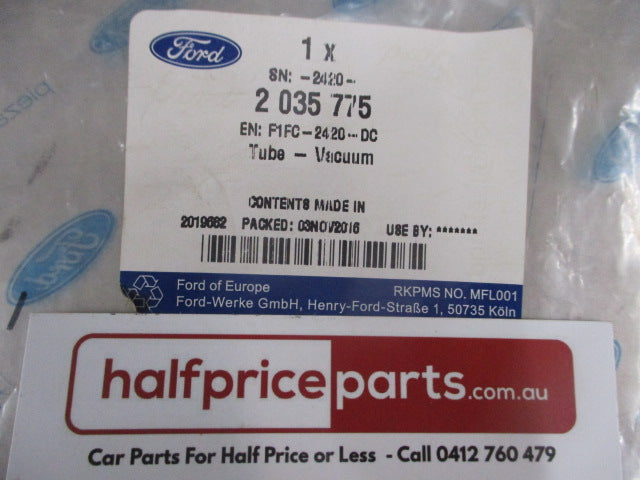 Ford
1 x
SN: -2420-
2 035 775
EN: F1FC-2420-DC
Tube - Vacuum
CONTENTS MADE IN
2019662 PACKED: 03NOV2016 USE BY: *******
Ford of Europe RKPMS NO. MFL001
Ford-Werke GmbH, Henry-Ford-Straße 1, 50735 Köln
Ford
halfpriceparts.com.au
Car Parts For Half Price or Less - Call 0412 760 479